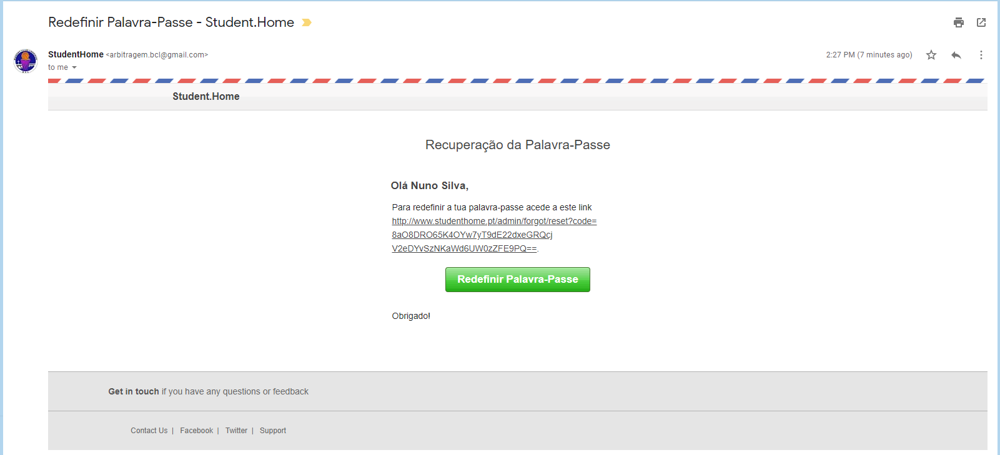 Redefinir Palavra-Passe - Student.Home
StudentHome <arbitragem.bcl@gmail.com>
2:27 PM (7 minutes ago)
to me
Student.Home
Recuperação da Palavra-Passe
Olá Nuno Silva,
Para redefinir a tua palavra-passe acede a este link
http://www.studenthome.pt/admin/forgot/reset?code=
8aO8DRO65K4OYw7yT9dE22dxeGRQcj
V2eDYvSzNKaWd6UW0zZFE9PQ==.
Redefinir Palavra-Passe
Obrigado!
Get in touch if you have any questions or feedback
Contact Us | Facebook | Twitter | Support